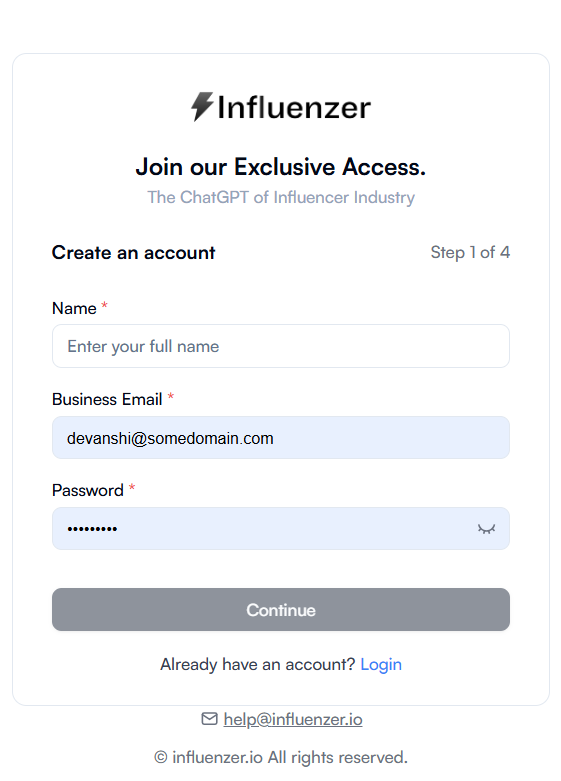 Influenzer
Join our Exclusive Access.
The ChatGPT of Influencer Industry
Create an account Step 1 of 4
Name *
Enter your full name
Business Email *
devanshi@somedomain.com
Password *
•••••••••
Continue
Already have an account? Login
help@influenzer.io
© influenzer.io All rights reserved.